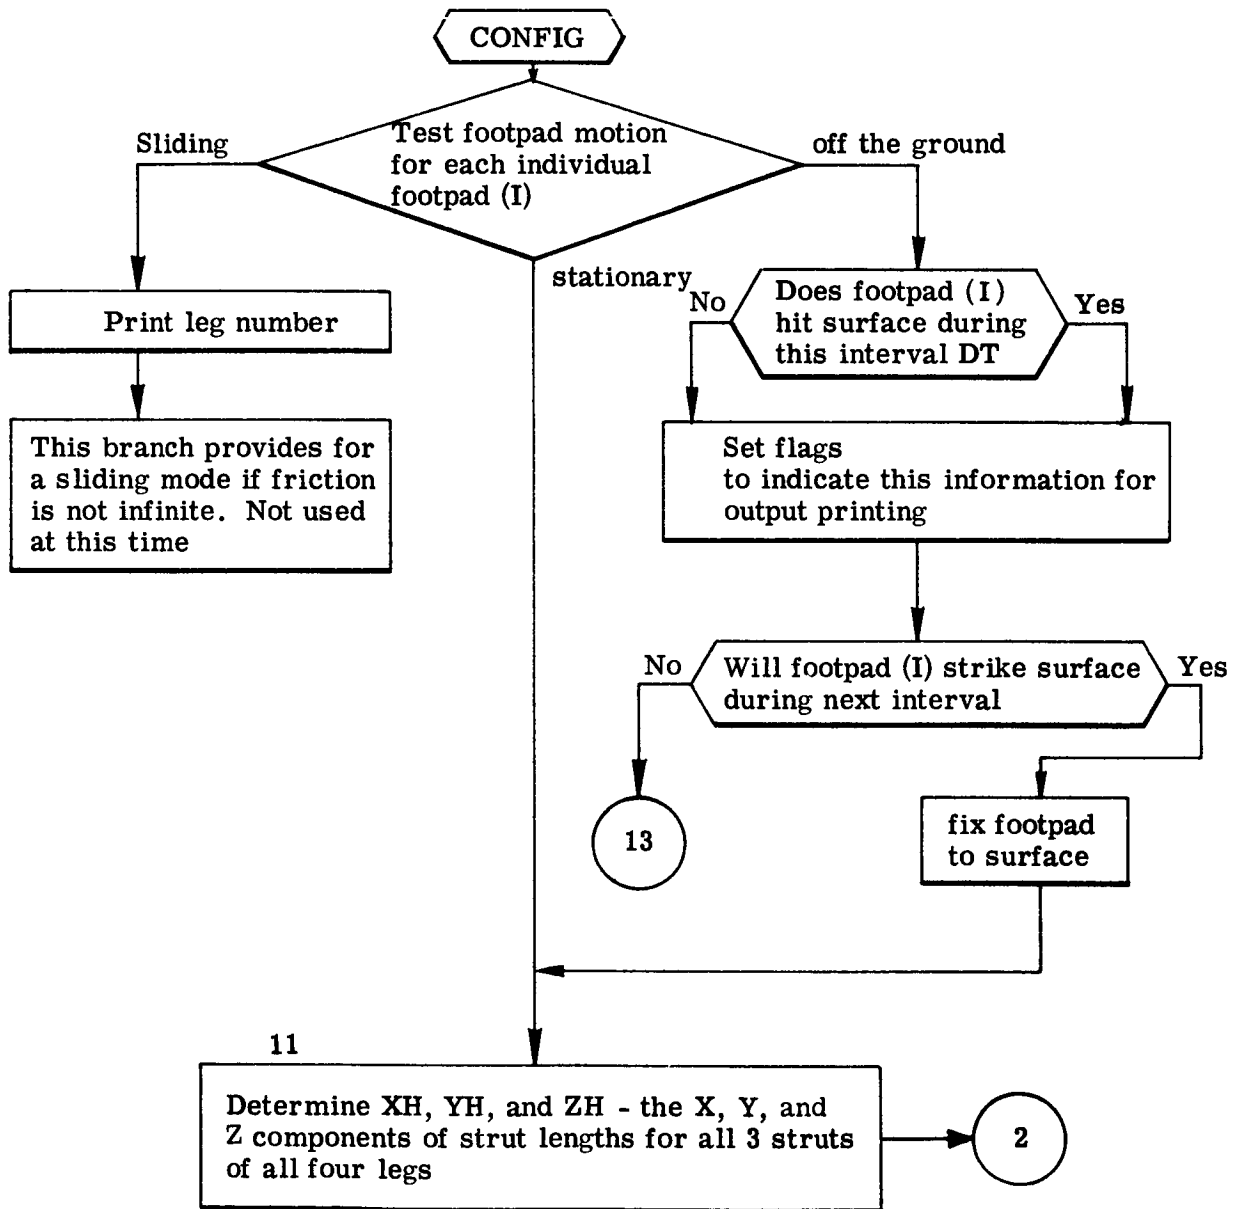 CONFIG
Test footpad motion
for each individual
footpad (I)
Sliding
off the ground
stationary
Print leg number
This branch provides for
a sliding mode if friction
is not infinite. Not used
at this time
No
Does footpad (I)
hit surface during
this interval DT
Yes
Set flags
to indicate this information for
output printing
No
Will footpad (I) strike surface
during next interval
Yes
13
fix footpad
to surface
11
Determine XH, YH, and ZH - the X, Y, and
Z components of strut lengths for all 3 struts
of all four legs
2